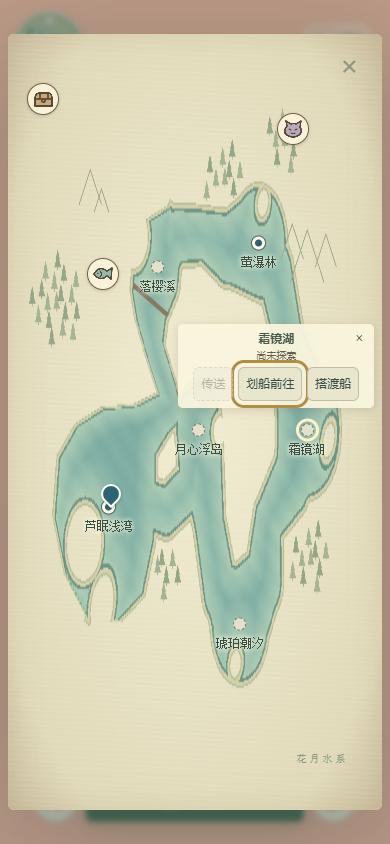 萤瀑林
落樱溪
霜镜湖
×
尚未探索
传送
划船前往
搭渡船
月心浮岛
霜镜湖
芦眠浅湾
琥珀潮汐
花月水系